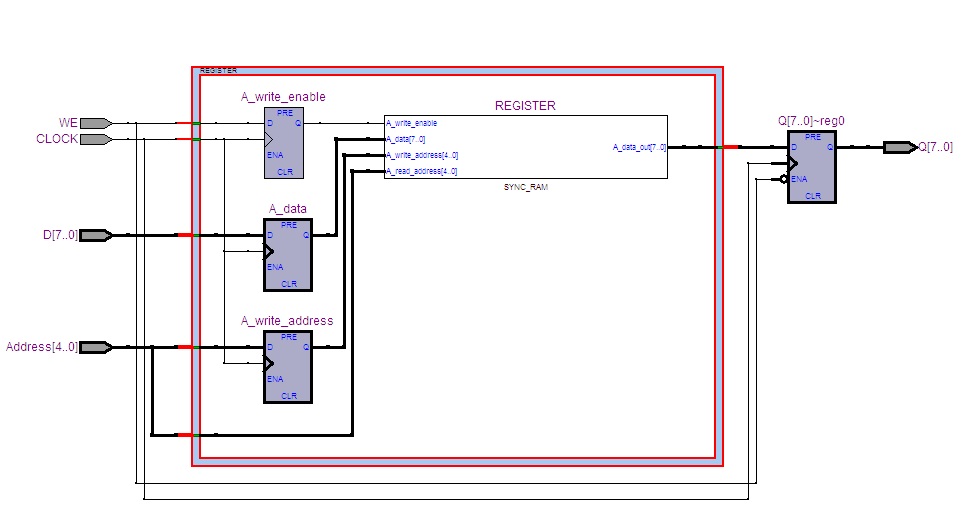 REGISTER
A_write_enable
PRE
D Q
ENA
CLR
WE
CLOCK
REGISTER
A_write_enable
A_data[7..0]
A_write_address[4..0]
A_read_address[4..0]
A_data_out[7..0]
SYNC_RAM
Q[7..0]~reg0
PRE
D Q
ENA
CLR
Q[7..0]
A_data
PRE
D Q
ENA
CLR
D[7..0]
A_write_address
PRE
D Q
ENA
CLR
Address[4..0]